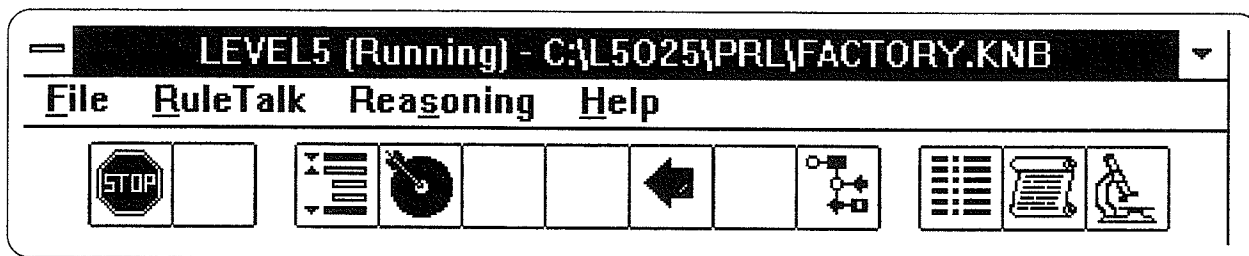 LEVEL5 (Running) - C:\L5025\PRL\FACTORY.KNB
File RuleTalk Reasoning Help
STOP